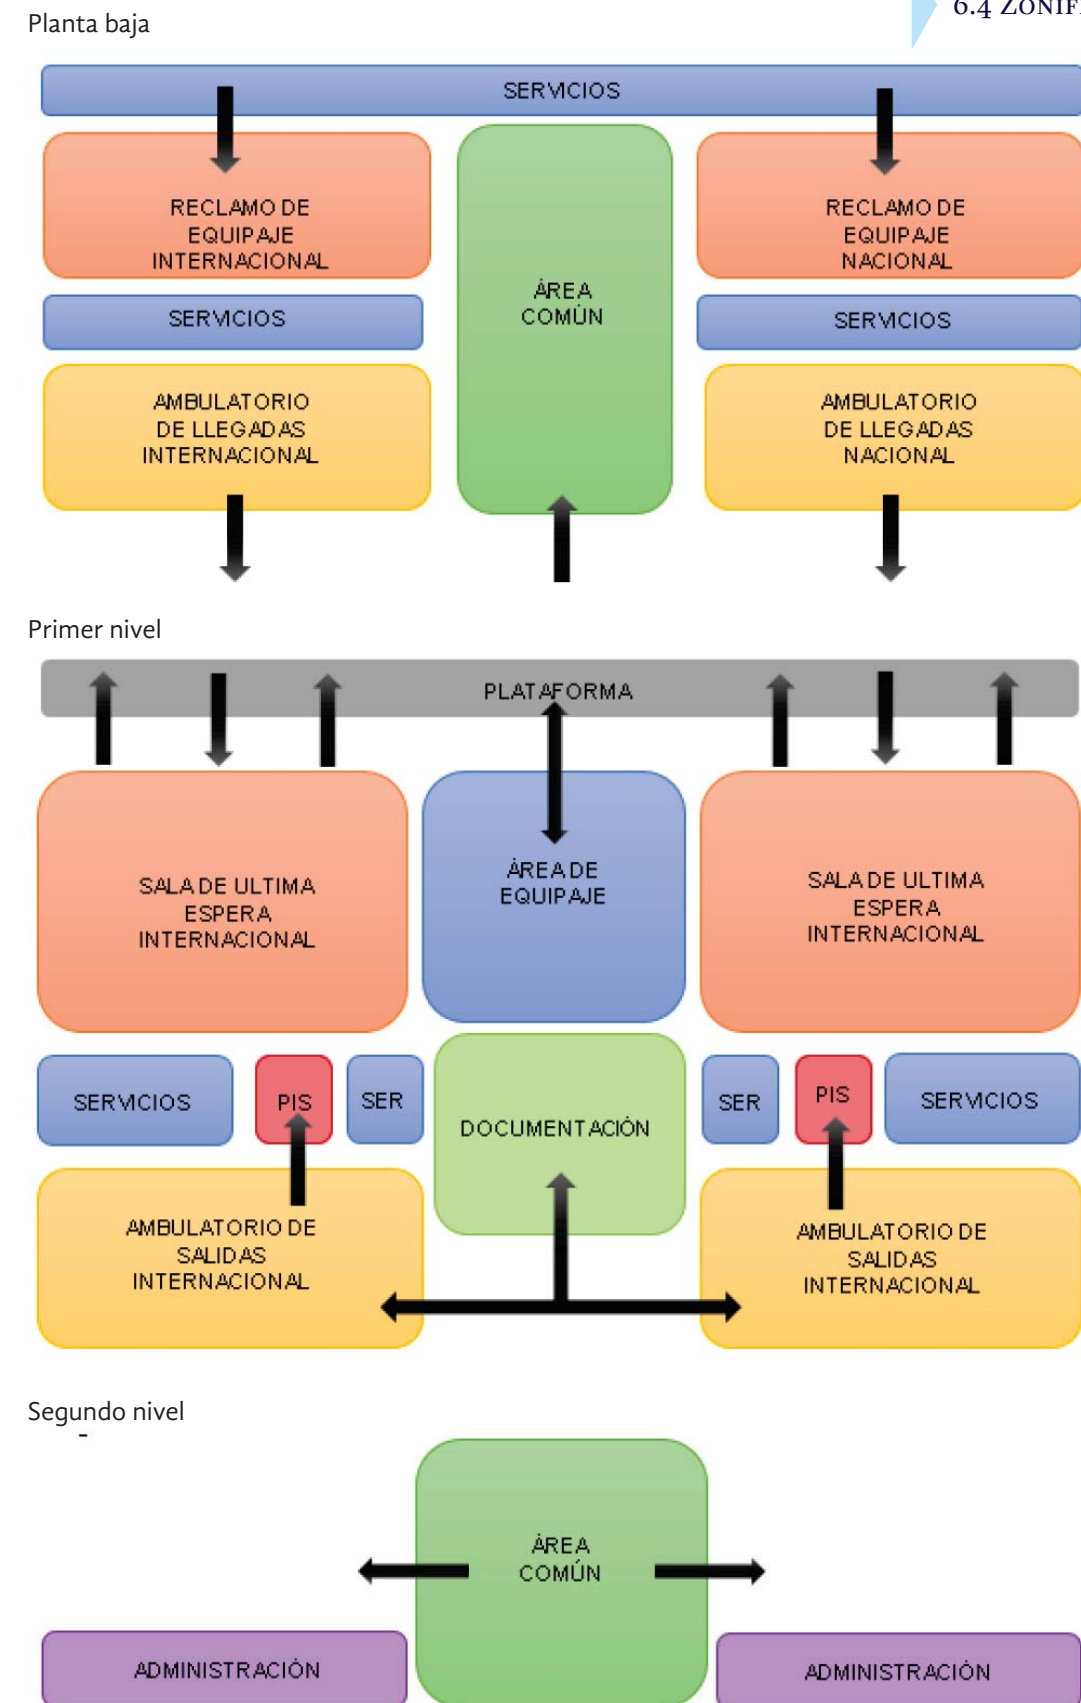 6.4 ZONIF
Planta baja
SERVICIOS
RECLAMO DE
EQUIPAJE
INTERNACIONAL
ÁREA
COMÚN
RECLAMO DE
EQUIPAJE
NACIONAL
SERVICIOS
SERVICIOS
AMBULATORIO
DE LLEGADAS
INTERNACIONAL
AMBULATORIO
DE LLEGADAS
NACIONAL
Primer nivel
PLATAFORMA
SALA DE ULTIMA
ESPERA
INTERNACIONAL
ÁREA DE
EQUIPAJE
SALA DE ULTIMA
ESPERA
INTERNACIONAL
SERVICIOS
PIS
SER
DOCUMENTACIÓN
SER
PIS
SERVICIOS
AMBULATORIO DE
SALIDAS
INTERNACIONAL
AMBULATORIO DE
SALIDAS
INTERNACIONAL
Segundo nivel
ÁREA
COMÚN
ADMINISTRACIÓN
ADMINISTRACIÓN